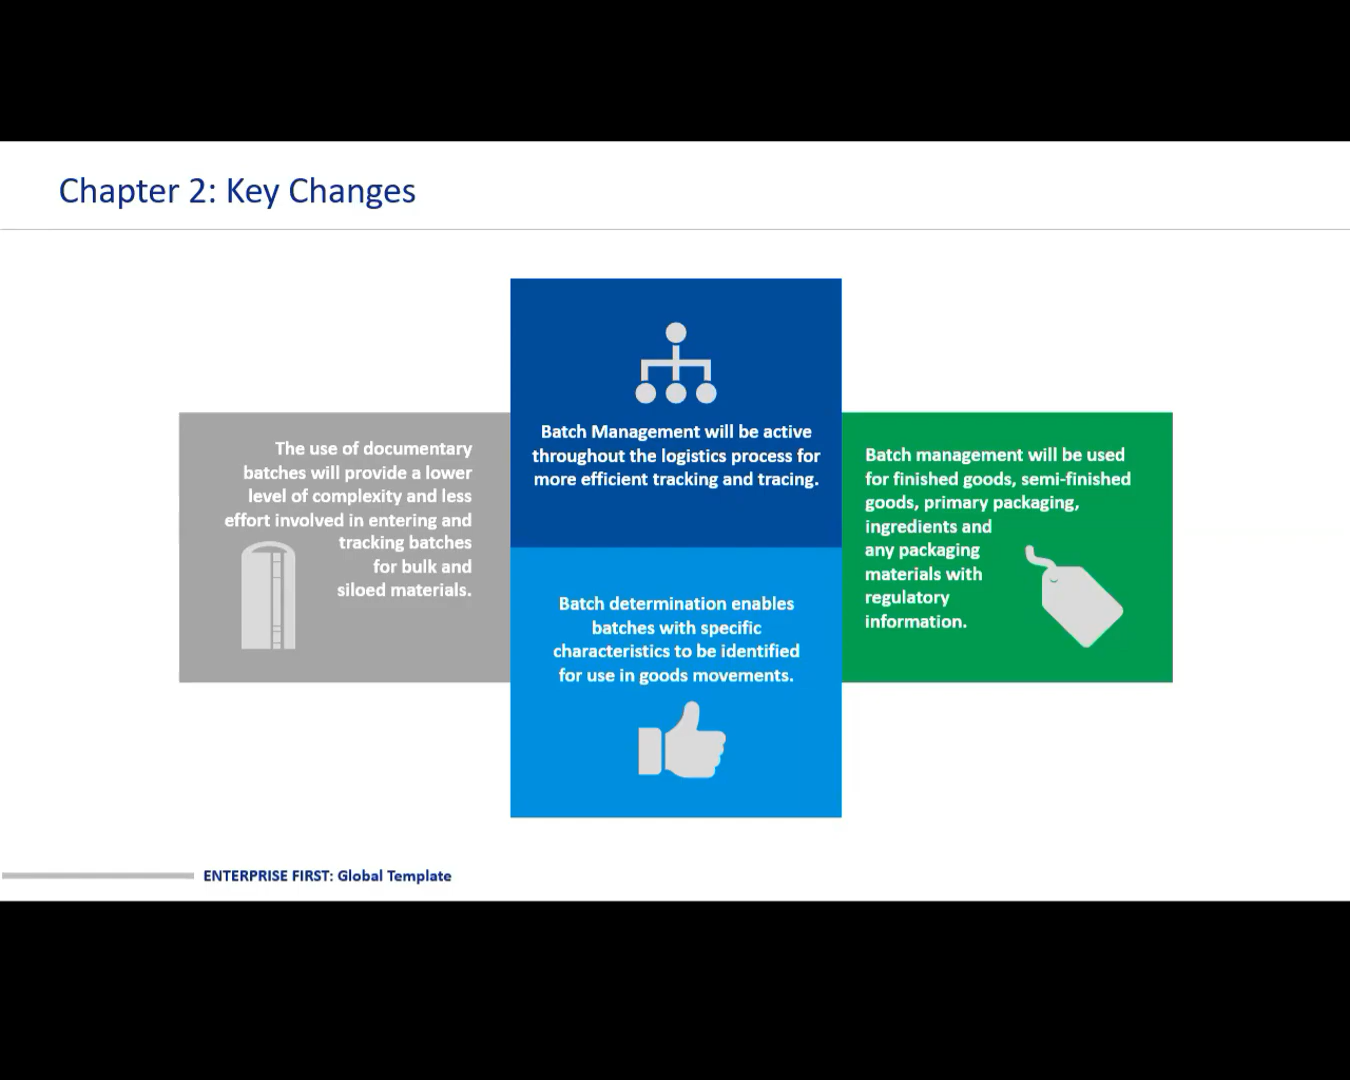 Chapter 2: Key Changes
Batch Management will be active
throughout the logistics process for
more efficient tracking and tracing.
The use of documentary
batches will provide a lower
level of complexity and less
effort involved in entering and
tracking batches
for bulk and
siloed materials.
Batch management will be used
for finished goods, semi-finished
goods, primary packaging,
ingredients and
any packaging
materials with
regulatory
information.
Batch determination enables
batches with specific
characteristics to be identified
for use in goods movements.
ENTERPRISE FIRST: Global Template